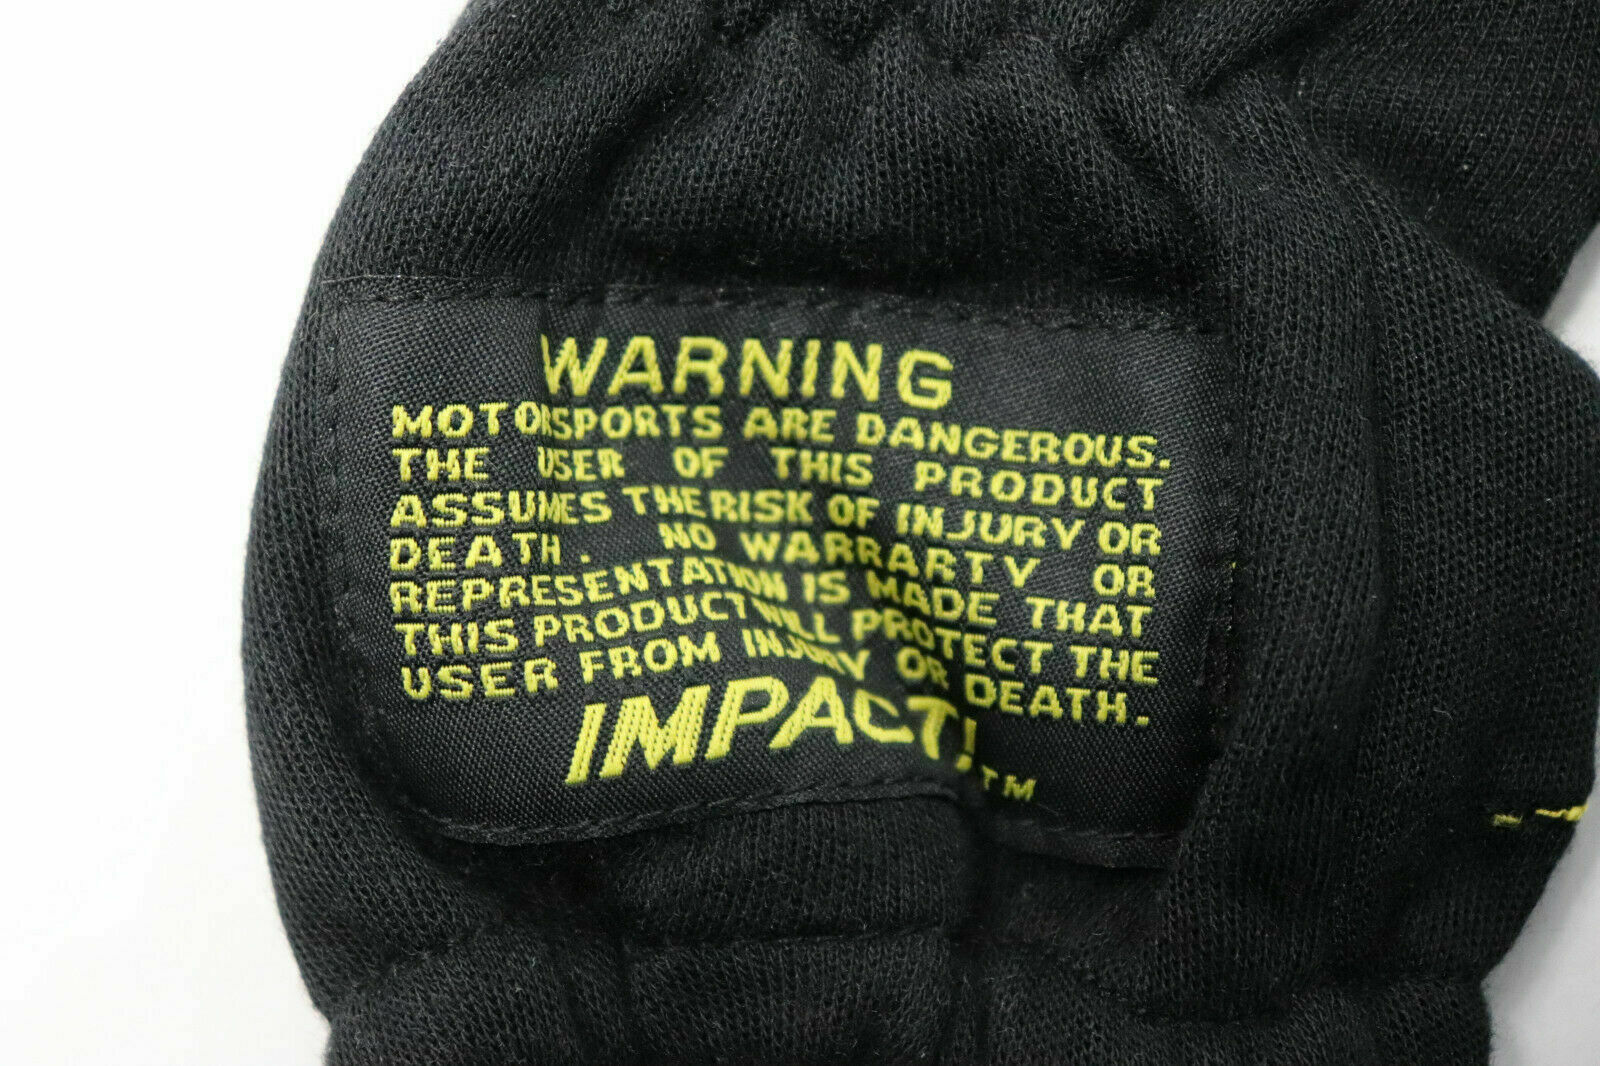 WARNING
MOTORSPORTS ARE DANGEROUS.
THE USER OF THIS PRODUCT
ASSUMES THE RISK OF INJURY OR
DEATH. NO WARRARTY OR
REPRESENTATION IS MADE THAT
THIS PRODUCT WILL PROTECT THE
USER FROM INJURY OR DEATH.
IMPACT! TM